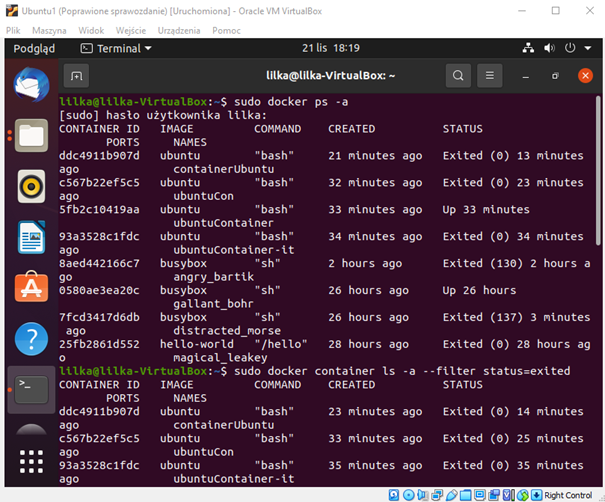 Ubuntu1 (Poprawione sprawozdanie) [Uruchomiona] - Oracle VM VirtualBox
Plik Maszyna Widok Wejście Urządzenia Pomoc
Podgląd Terminal 21 lis 18:19
lilka@lilka-VirtualBox: ~
lilka@lilka-VirtualBox:~$ sudo docker ps -a
[sudo] hasło użytkownika lilka:
CONTAINER ID IMAGE COMMAND CREATED STATUS
PORTS NAMES
ddc4911b907d ubuntu "bash" 21 minutes ago Exited (0) 13 minutes
ago containerUbuntu
c567b22ef5c5 ubuntu "bash" 32 minutes ago Exited (0) 23 minutes
ago ubuntuCon
5fb2c10419aa ubuntu "bash" 33 minutes ago Up 33 minutes
ubuntuContainer
93a3528c1fdc ubuntu "bash" 34 minutes ago Exited (0) 34 minutes
ago ubuntuContainer-it
8aed442166c7 busybox "sh" 2 hours ago Exited (130) 2 hours a
go angry_bartik
0580ae3ea20c busybox "sh" 26 hours ago Up 26 hours
gallant_bohr
7fcd3417d6db busybox "sh" 26 hours ago Exited (137) 3 minutes
ago distracted_morse
25fb2861d552 hello-world "/hello" 28 hours ago Exited (0) 28 hours ag
o magical_leakey
lilka@lilka-VirtualBox:~$ sudo docker container ls -a --filter status=exited
CONTAINER ID IMAGE COMMAND CREATED STATUS
PORTS NAMES
ddc4911b907d ubuntu "bash" 23 minutes ago Exited (0) 14 minutes
ago containerUbuntu
c567b22ef5c5 ubuntu "bash" 33 minutes ago Exited (0) 25 minutes
ago ubuntuCon
93a3528c1fdc ubuntu "bash" 35 minutes ago Exited (0) 35 minutes
ago ubuntuContainer-it
Right Control